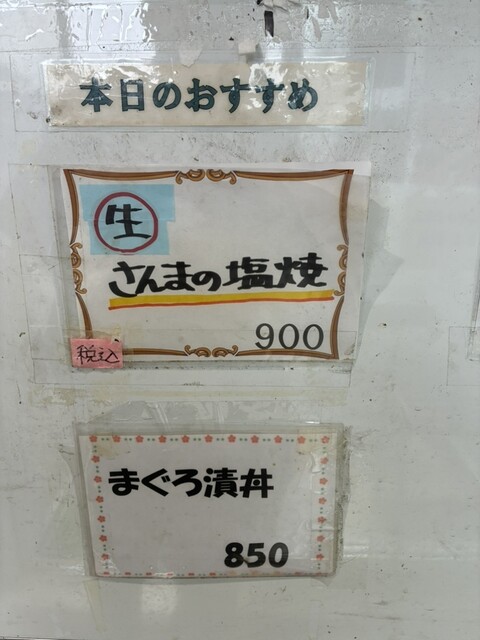 本日のおすすめ
生
さんまの塩焼
900
税込
まぐろ漬丼
850